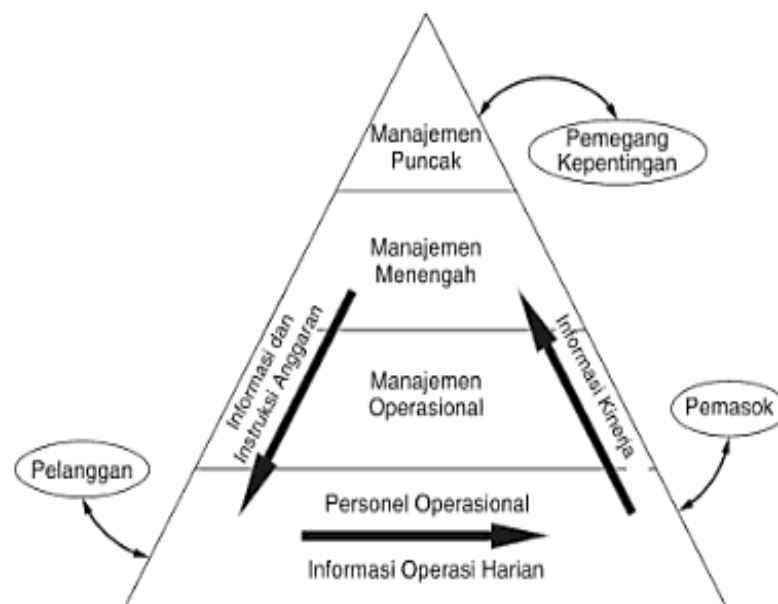 Manajemen
Puncak
Pemegang
Kepentingan
Manajemen
Menengah
Informasi dan
Instruksi Anggaran
Informasi Kinerja
Manajemen
Operasional
Pemasok
Pelanggan
Personel Operasional
Informasi Operasi Harian